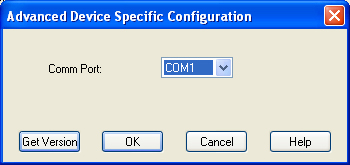 Advanced Device Specific Configuration
Comm Port: COM1
Get Version OK Cancel Help